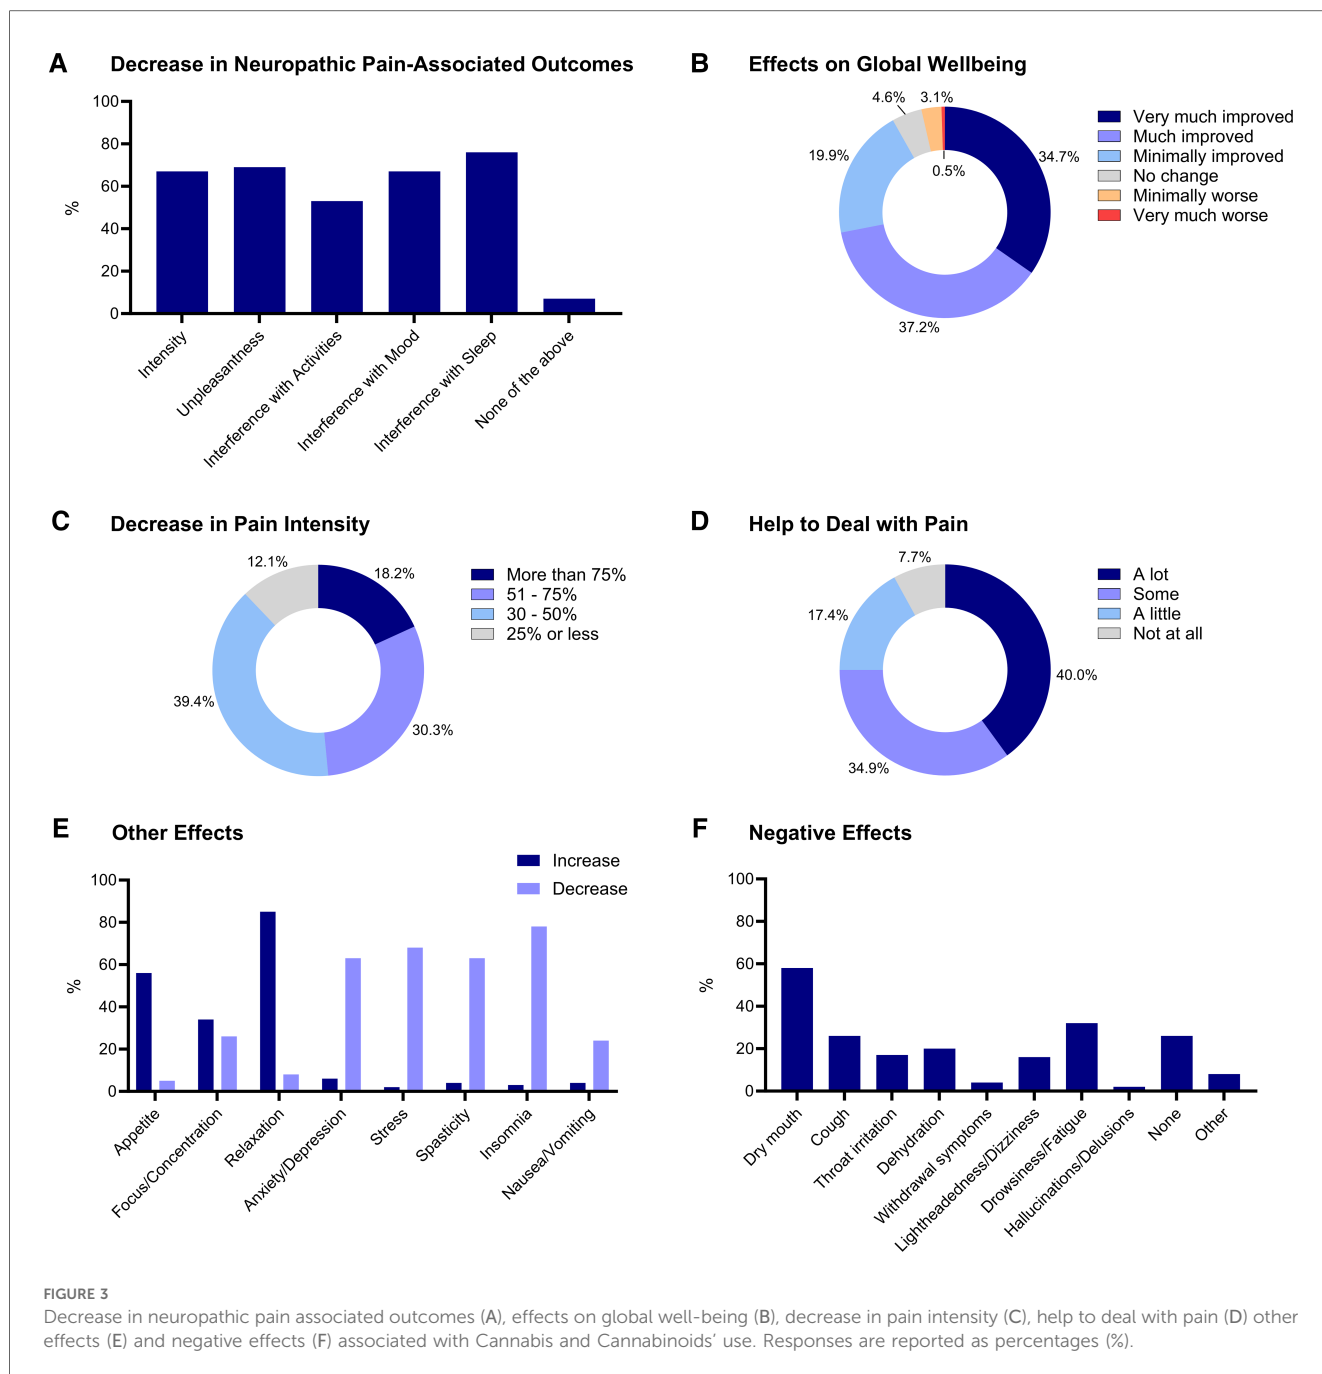 A Decrease in Neuropathic Pain-Associated Outcomes
100
80
60
40
20
0
%
Intensity
Unpleasantness
Interference with Activities
Interference with Mood
Interference with Sleep
None of the above
B Effects on Global Wellbeing
4.6%
3.1%
19.9%
0.5%
34.7%
37.2%
Very much improved
Much improved
Minimally improved
No change
Minimally worse
Very much worse
C Decrease in Pain Intensity
12.1%
18.2%
39.4%
30.3%
More than 75%
51 - 75%
30 - 50%
25% or less
D Help to Deal with Pain
7.7%
17.4%
40.0%
34.9%
A lot
Some
A little
Not at all
E Other Effects
Increase
Decrease
100
80
60
40
20
0
%
Appetite
Focus/Concentration
Relaxation
Anxiety/Depression
Stress
Spasticity
Insomnia
Nausea/Vomiting
F Negative Effects
100
80
60
40
20
0
%
Dry mouth
Cough
Throat irritation
Dehydration
Withdrawal symptoms
Lightheadedness/Dizziness
Drowsiness/Fatigue
Hallucinations/Delusions
None
Other
FIGURE 3
Decrease in neuropathic pain associated outcomes (A), effects on global well-being (B), decrease in pain intensity (C), help to deal with pain (D) other
effects (E) and negative effects (F) associated with Cannabis and Cannabinoids' use. Responses are reported as percentages (%).